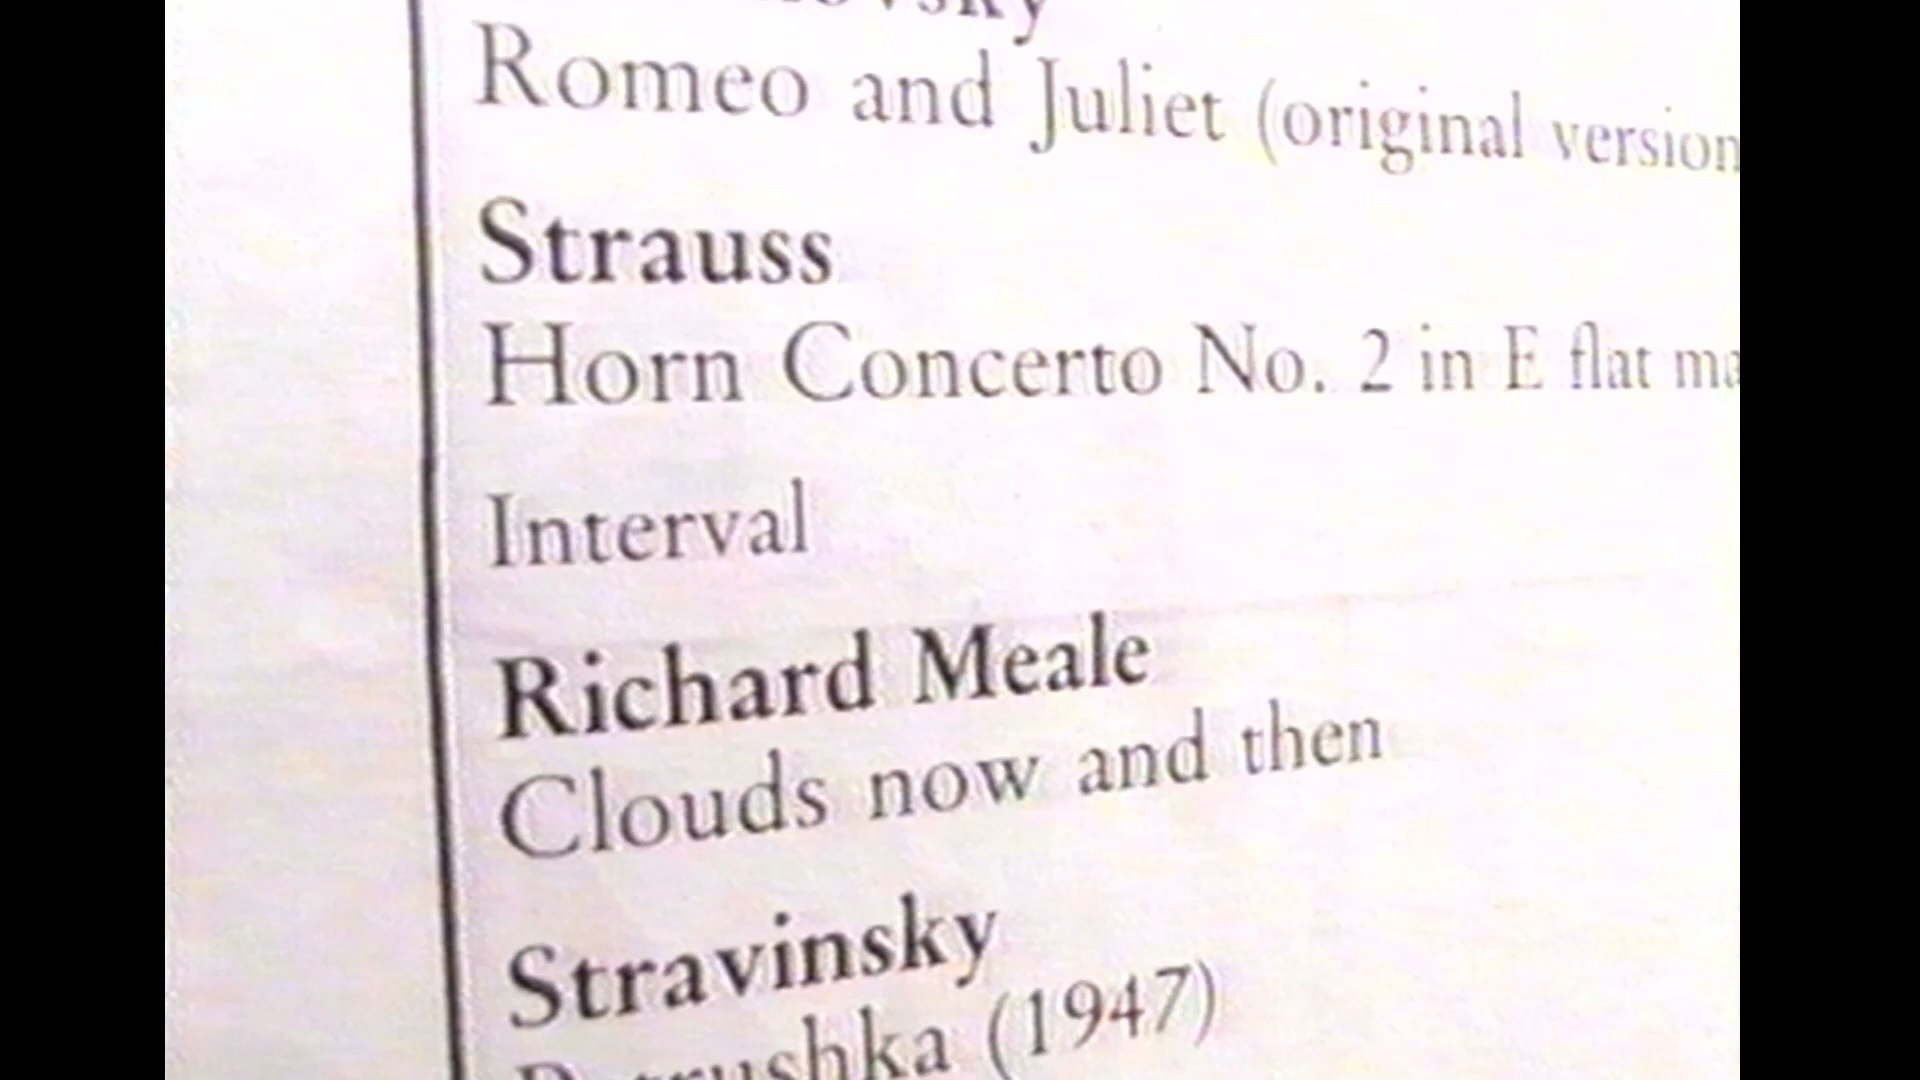 Romeo and Juliet (original version
Strauss
Horn Concerto No. 2 in E flat ma
Interval
Richard Meale
Clouds now and then
Stravinsky
Petrushka (1947)